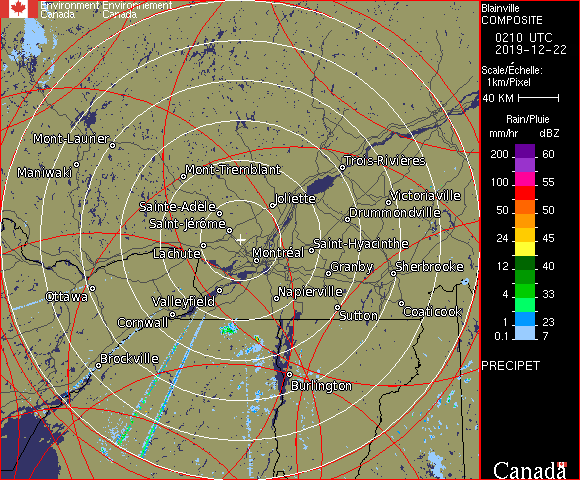 Environment Environnement
Canada Canada
Blainville
COMPOSITE
0210 UTC
2019-12-22
Scale/Échelle:
1km/Pixel
40 KM
Rain/Pluie
mm/hr dBZ
200 60
100 55
50 50
24 45
12 40
4 33
1 23
0.1 7
PRECIPET
Mont-Laurier
Maniwaki
Mont-Tremblant
Trois-Rivières
Joliette
Victoriaville
Sainte-Adèle
Drummondville
Saint-Jérôme
Saint-Hyacinthe
Lachute
Montréal
Granby
Sherbrooke
Ottawa
Valleyfield
Napierville
Cornwall
Sutton
Coaticook
Brockville
Burlington
Canada